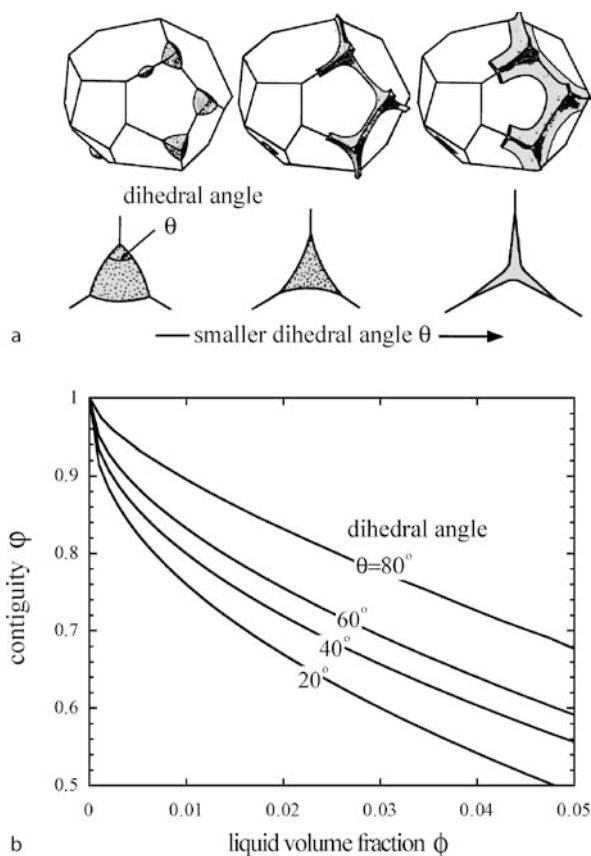 dihedral angle
θ
a
smaller dihedral angle θ
1
0.9
0.8
0.7
0.6
0.5
contiguity φ
dihedral angle
θ=80°
60°
40°
20°
0
0.01
0.02
0.03
0.04
0.05
b
liquid volume fraction ϕ